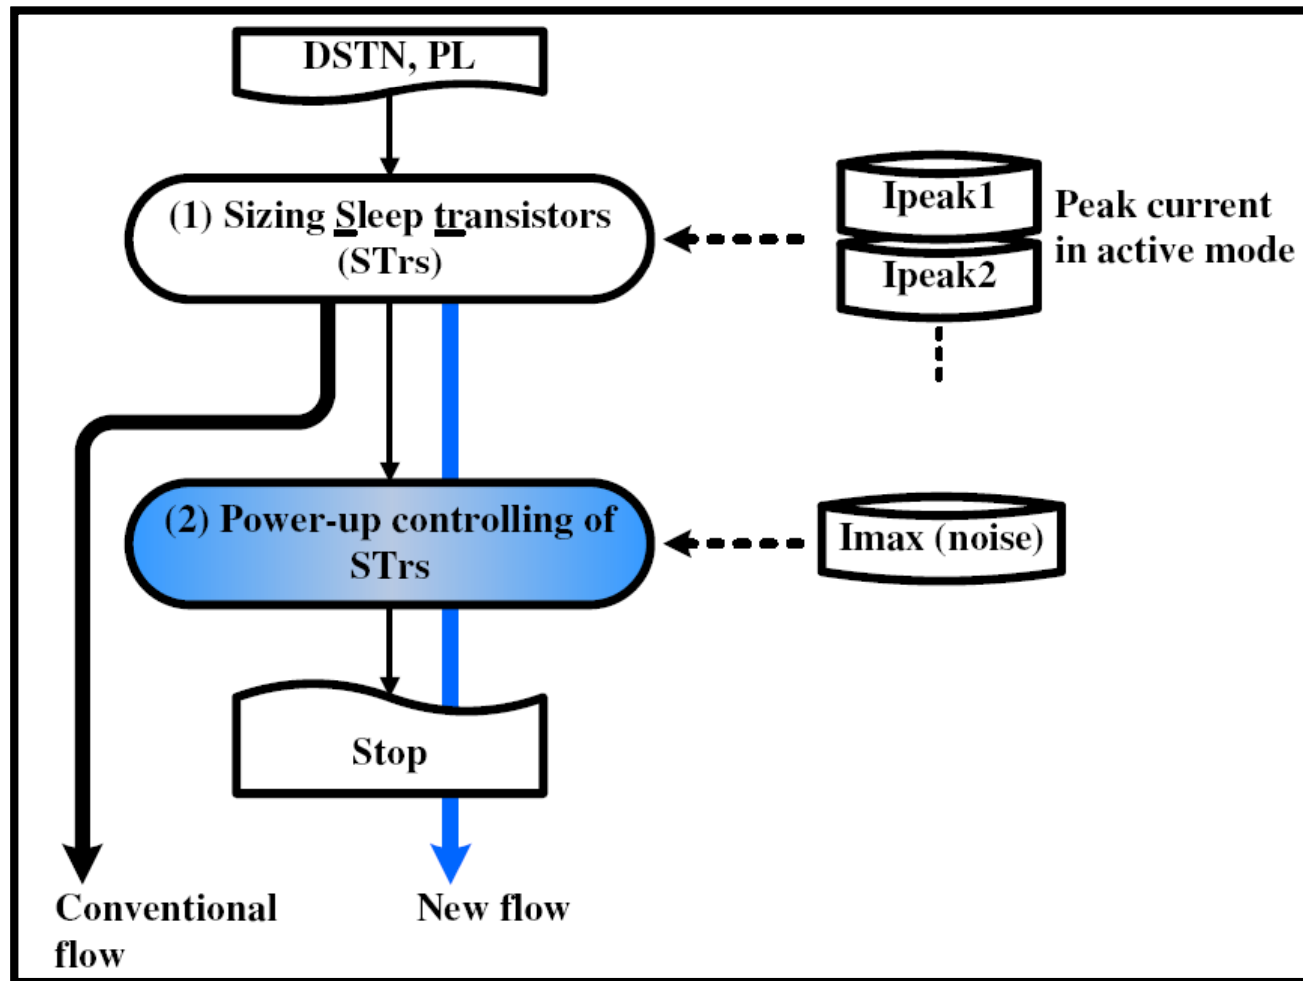 DSTN, PL
(1) Sizing Sleep transistors
(STrs)
Ipeak1
Ipeak2
Peak current
in active mode
(2) Power-up controlling of
STrs
Imax (noise)
Stop
Conventional
flow
New flow